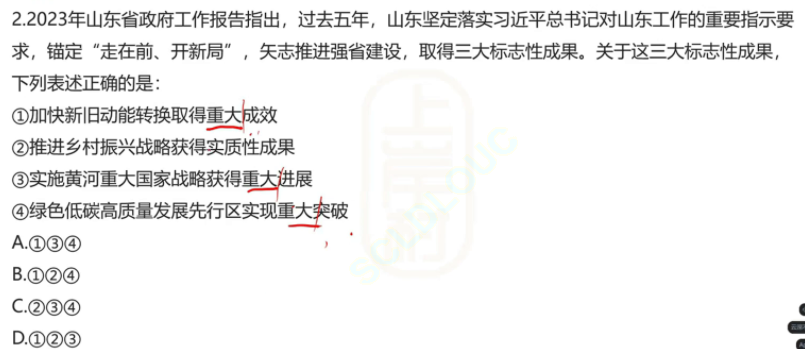 2.2023年山东省政府工作报告指出，过去五年，山东坚定落实习近平总书记对山东工作的重要指示要
求，锚定“走在前、开新局”，矢志推进强省建设，取得三大标志性成果。关于这三大标志性成果，
下列表述正确的是：
①加快新旧动能转换取得重大成效
②推进乡村振兴战略获得实质性成果
③实施黄河重大国家战略获得重大进展
④绿色低碳高质量发展先行区实现重大突破
A.①③④
B.①②④
C.②③④
D.①②③